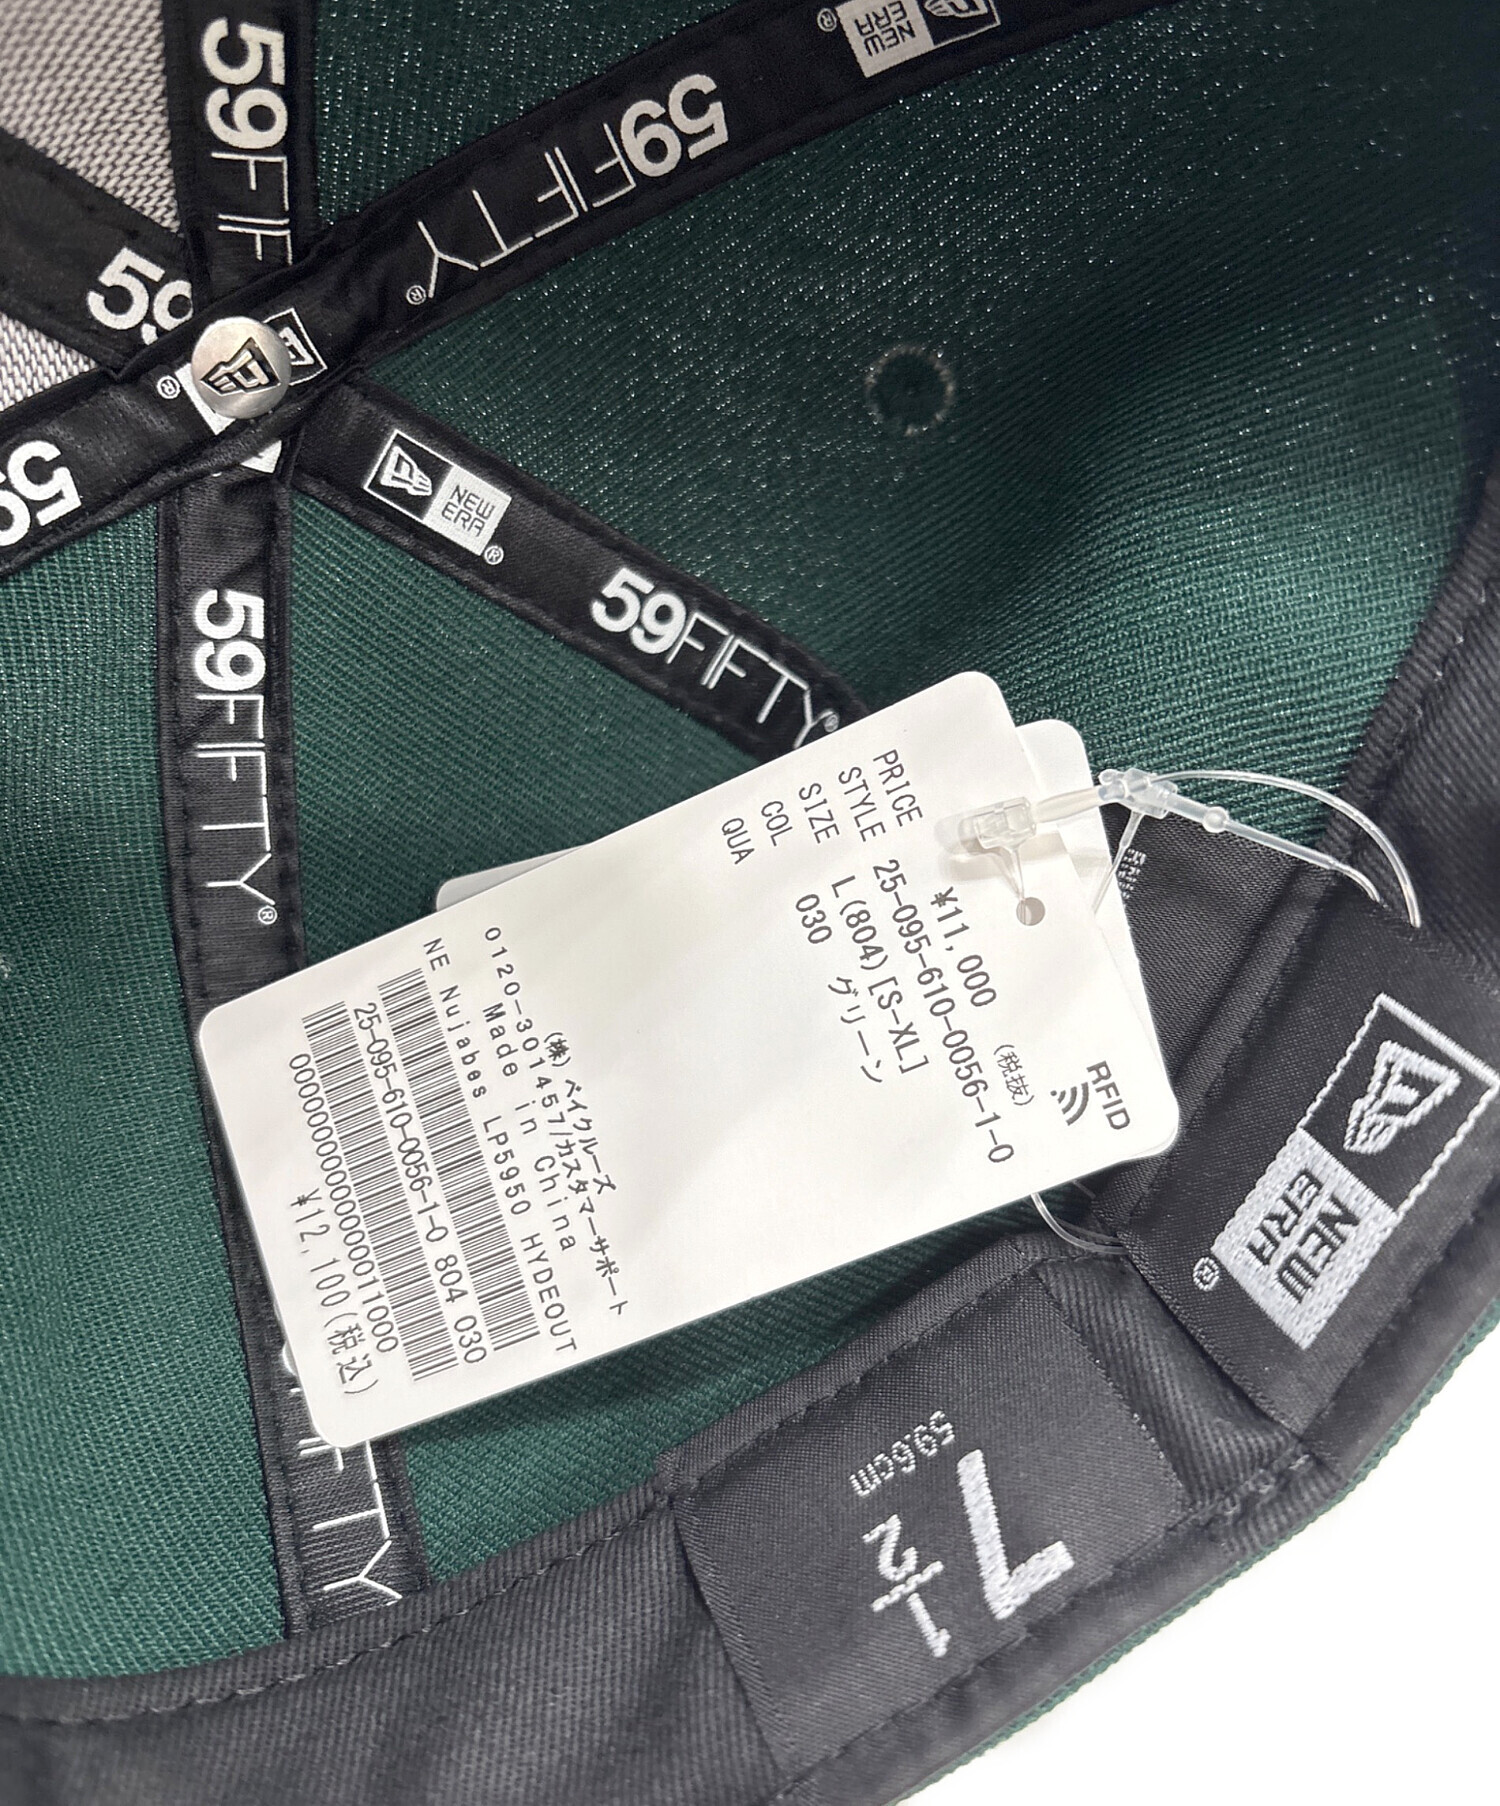 59FIFTY
59FIFTY®
NEW ERA
®
59
59
®
NEW ERA®
59FIFTY®
59FIFTY®
FIFTY
PRICE ¥11,000 (税抜)
STYLE 25-095-610-0056-1-0
SIZE L(804)[S-XL]
COL 030 グリーン
QUA
RFID
(株)ベイクルーズ
0120-301457/カスタマーサポート
Made in China
NE Nujabes LP5950 HYDEOUT
25-095-610-0056-1-0 804 030
¥12,100(税込)
NEW ERA®
7 1/2
59.6cm